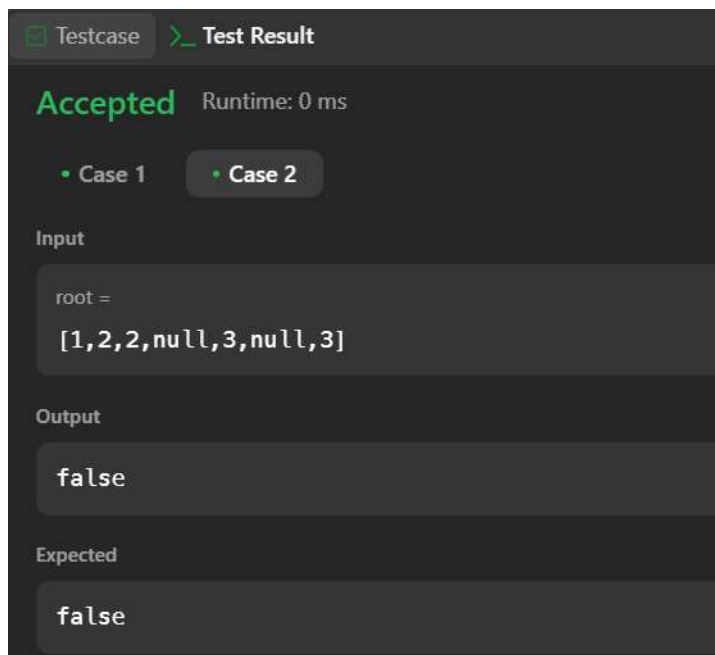 Testcase >_ Test Result
Accepted Runtime: 0 ms
• Case 1 • Case 2
Input
root =
[1,2,2,null,3,null,3]
Output
false
Expected
false